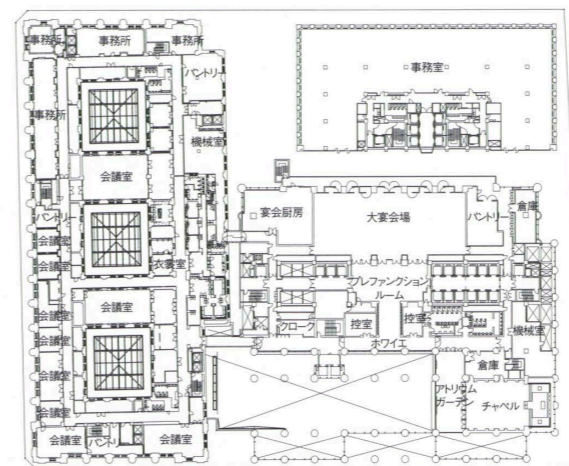 事務所
事務所
事務所
パントリー
事務室
事務所
機械室
会議室
宴会厨房
大宴会場
パントリー
倉庫
パントリー
会議室
会議室
衣裳室
プレファンクション
ルーム
会議室
会議室
クローク
控室
控室
機械室
会議室
ホワイエ
会議室
倉庫
アトリウム
ガーデン
チャペル
会議室
会議室
パントリ
会議室